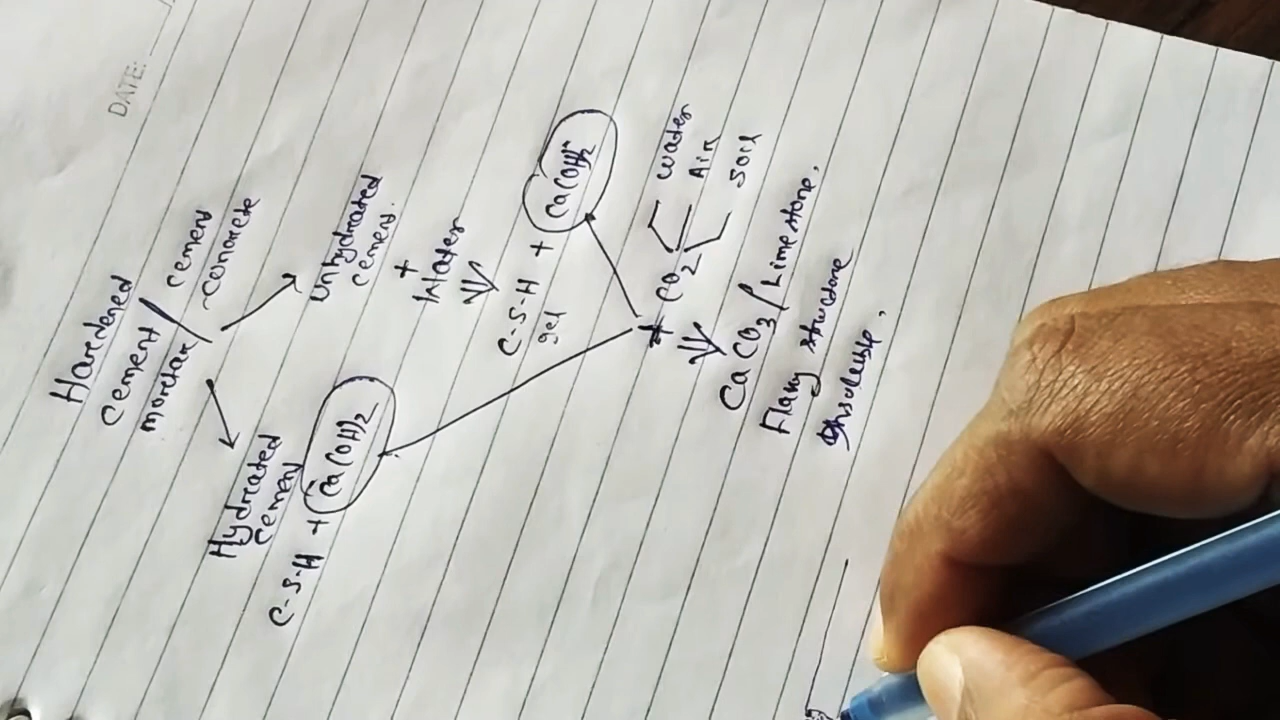 DATE:
Hardened
cement / cement
mortar / concrete
Hydrated
cement
C-S-H + Ca(OH)2
Unhydrated
cement.
+
Water
C-S-H + Ca(OH)2
gel
+ CO2
Water
Air
Soil
CaCO3 / Limestone.
Flaky structure
Insoluble.